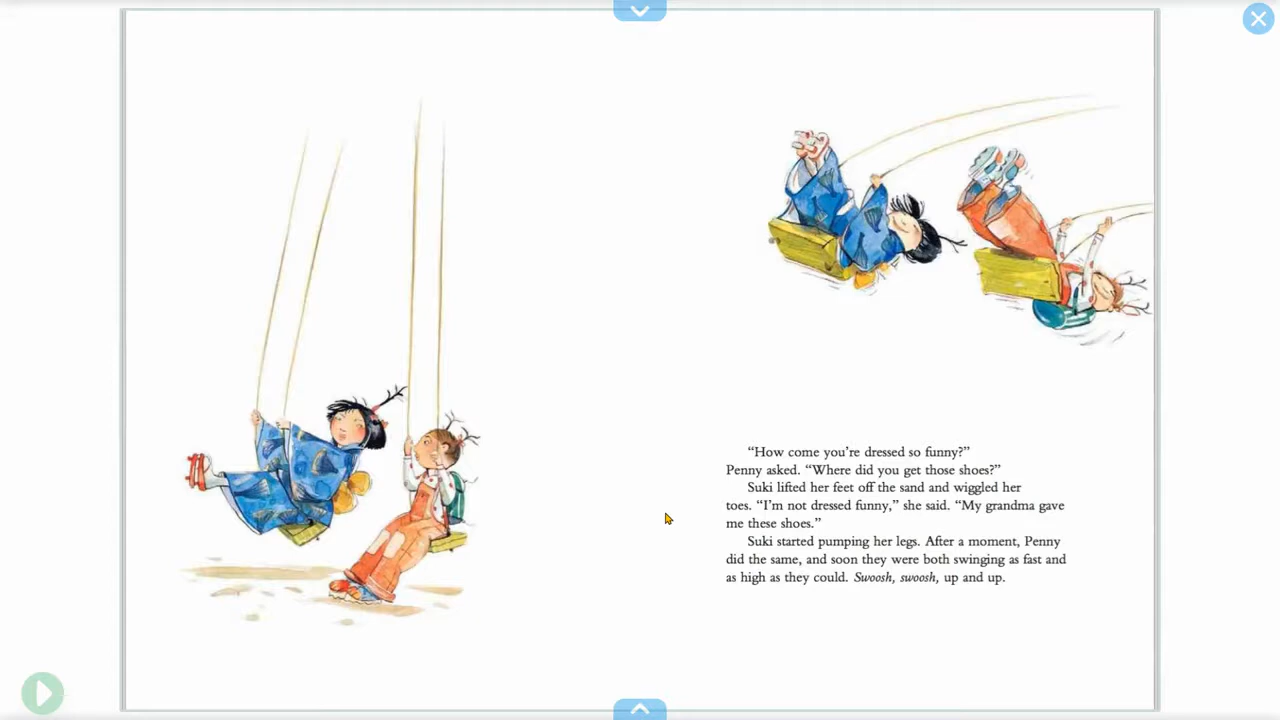 “How come you’re dressed so funny?”
Penny asked. “Where did you get those shoes?”
Suki lifted her feet off the sand and wiggled her
toes. “I’m not dressed funny,” she said. “My grandma gave
me these shoes.”
Suki started pumping her legs. After a moment, Penny
did the same, and soon they were both swinging as fast and
as high as they could. Swoosh, swoosh, up and up.